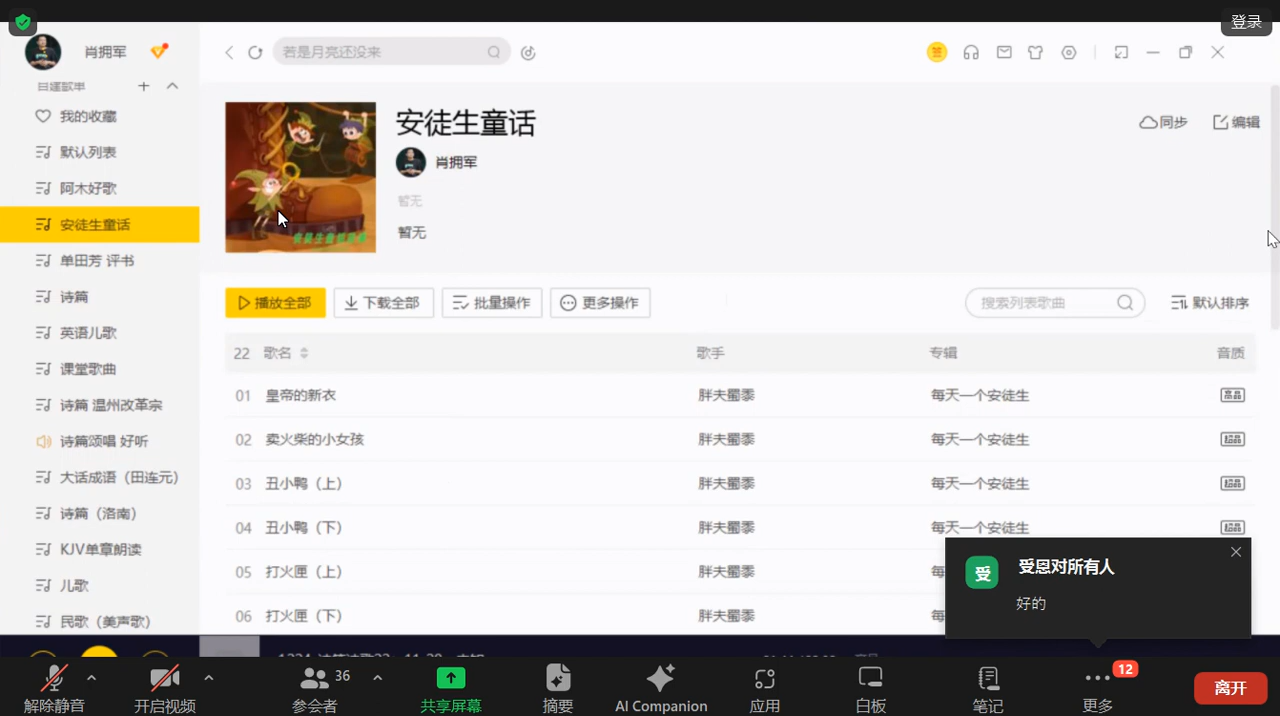 登录
肖拥军
若是月亮还没来
自建歌单
我的收藏
默认列表
阿木好歌
安徒生童话
单田芳 评书
诗篇
英语儿歌
课堂歌曲
诗篇 温州改革宗
诗篇颂唱 好听
大话成语（田连元）
诗篇（洛南）
KJV单章朗读
儿歌
民歌（美声歌）
安徒生童话
肖拥军
暂无
暂无
同步
编辑
播放全部
下载全部
批量操作
更多操作
搜索列表歌曲
默认排序
22 歌名 歌手 专辑 音质
01 皇帝的新衣 胖夫蜀黍 每天一个安徒生
02 卖火柴的小女孩 胖夫蜀黍 每天一个安徒生
03 丑小鸭（上） 胖夫蜀黍 每天一个安徒生
04 丑小鸭（下） 胖夫蜀黍 每天一个安徒生
05 打火匣（上） 胖夫蜀黍 每
06 打火匣（下） 胖夫蜀黍 每
受
受恩对所有人
好的
解除静音
开启视频
36
参会者
共享屏幕
摘要
AI Companion
应用
白板
笔记
12
更多
离开